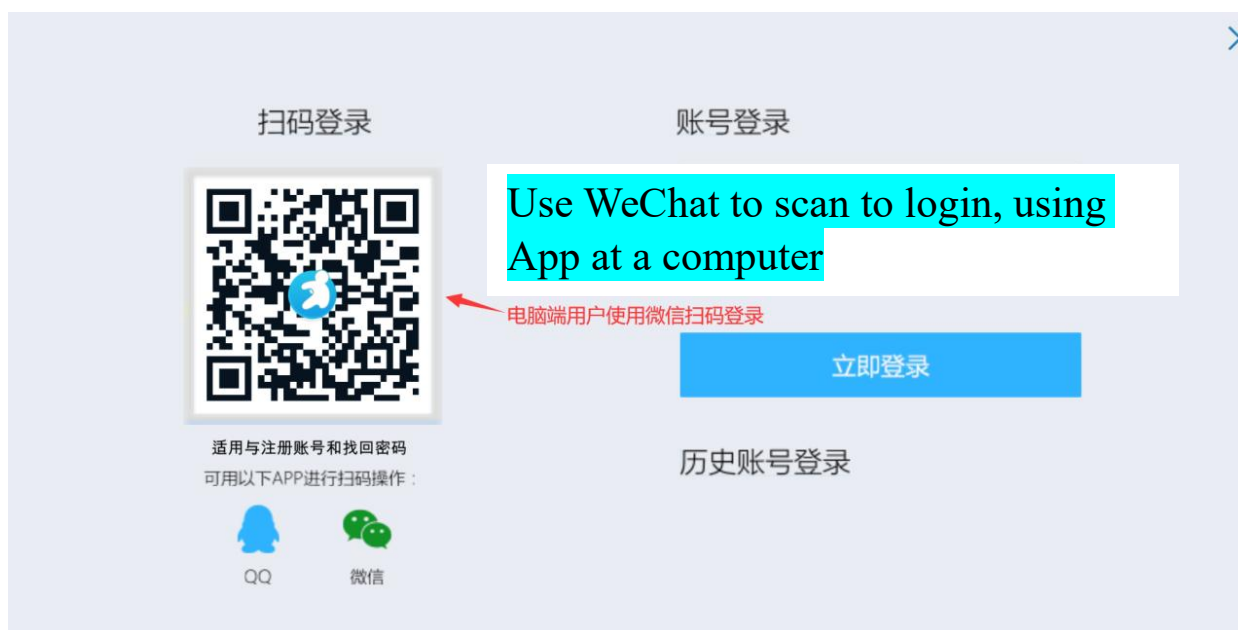 扫码登录
账号登录
Use WeChat to scan to login, using
App at a computer
电脑端用户使用微信扫码登录
立即登录
适用与注册账号和找回密码
可用以下APP进行扫码操作：
历史账号登录
QQ
微信